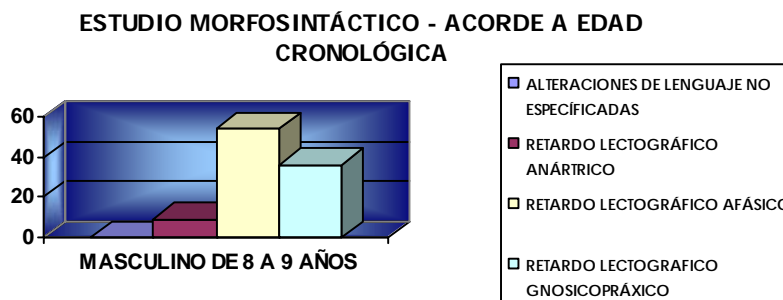 ESTUDIO MORFOSINTÁCTICO - ACORDE A EDAD
CRONOLÓGICA
60
40
20
0
MASCULINO DE 8 A 9 AÑOS
ALTERACIONES DE LENGUAJE NO
ESPECÍFICADAS
RETARDO LECTOGRÁFICO
ANÁRTRICO
RETARDO LECTOGRÁFICO AFÁSICO
RETARDO LECTOGRAFICO
GNOSICOPRÁXICO